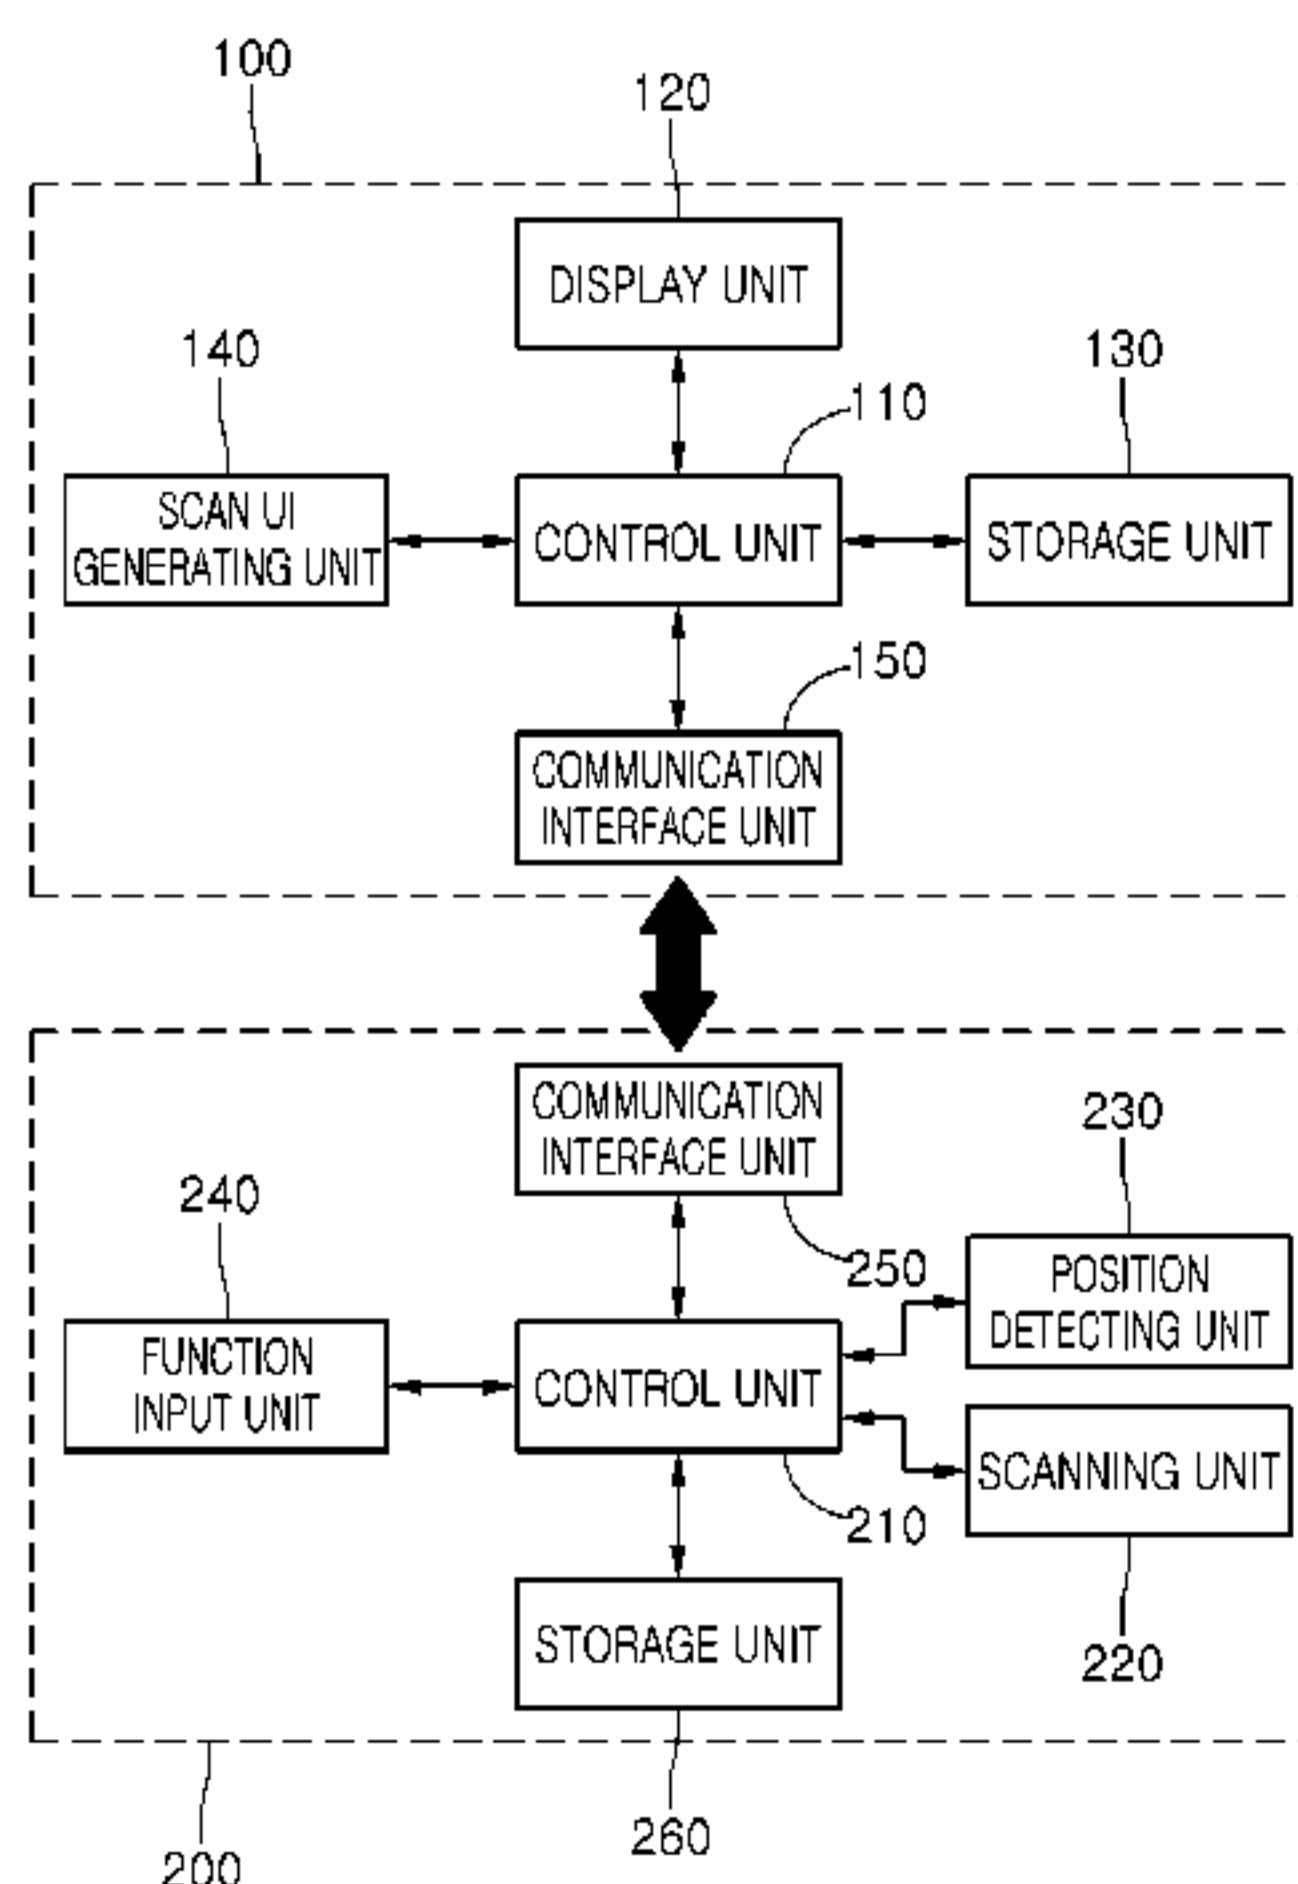 100
120
DISPLAY UNIT
140
130
110
SCAN UI
GENERATING UNIT
CONTROL UNIT
STORAGE UNIT
150
COMMUNICATION
INTERFACE UNIT
COMMUNICATION
INTERFACE UNIT
230
240
250
POSITION
DETECTING UNIT
FUNCTION
INPUT UNIT
CONTROL UNIT
SCANNING UNIT
210
STORAGE UNIT
220
260
200